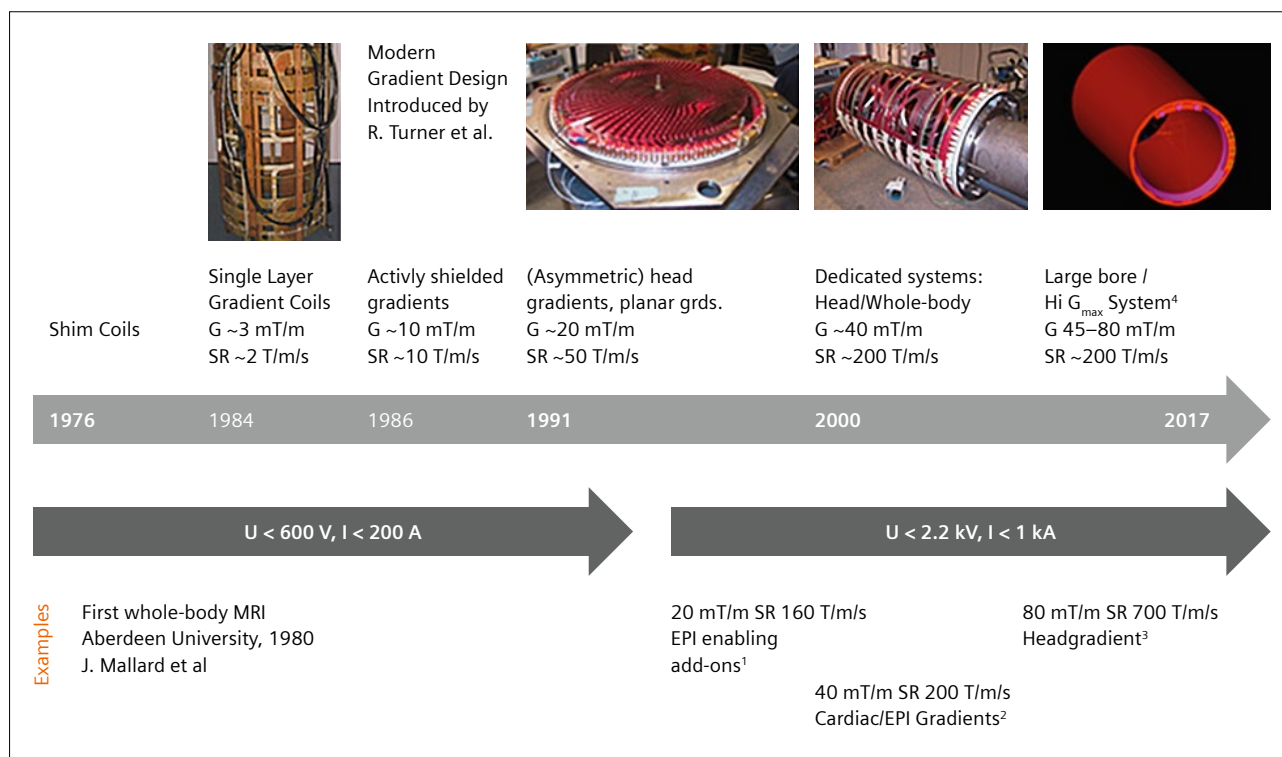 Modern
Gradient Design
Introduced by
R. Turner et al.
Shim Coils
Single Layer
Gradient Coils
G ~3 mT/m
SR ~2 T/m/s
Activly shielded
gradients
G ~10 mT/m
SR ~10 T/m/s
(Asymmetric) head
gradients, planar grds.
G ~20 mT/m
SR ~50 T/m/s
Dedicated systems:
Head/Whole-body
G ~40 mT/m
SR ~200 T/m/s
Large bore /
Hi Gmax System⁴
G 45–80 mT/m
SR ~200 T/m/s
1976
1984
1986
1991
2000
2017
U < 600 V, I < 200 A
U < 2.2 kV, I < 1 kA
Examples
First whole-body MRI
Aberdeen University, 1980
J. Mallard et al
20 mT/m SR 160 T/m/s
EPI enabling
add-ons¹
40 mT/m SR 200 T/m/s
Cardiac/EPI Gradients²
80 mT/m SR 700 T/m/s
Headgradient³